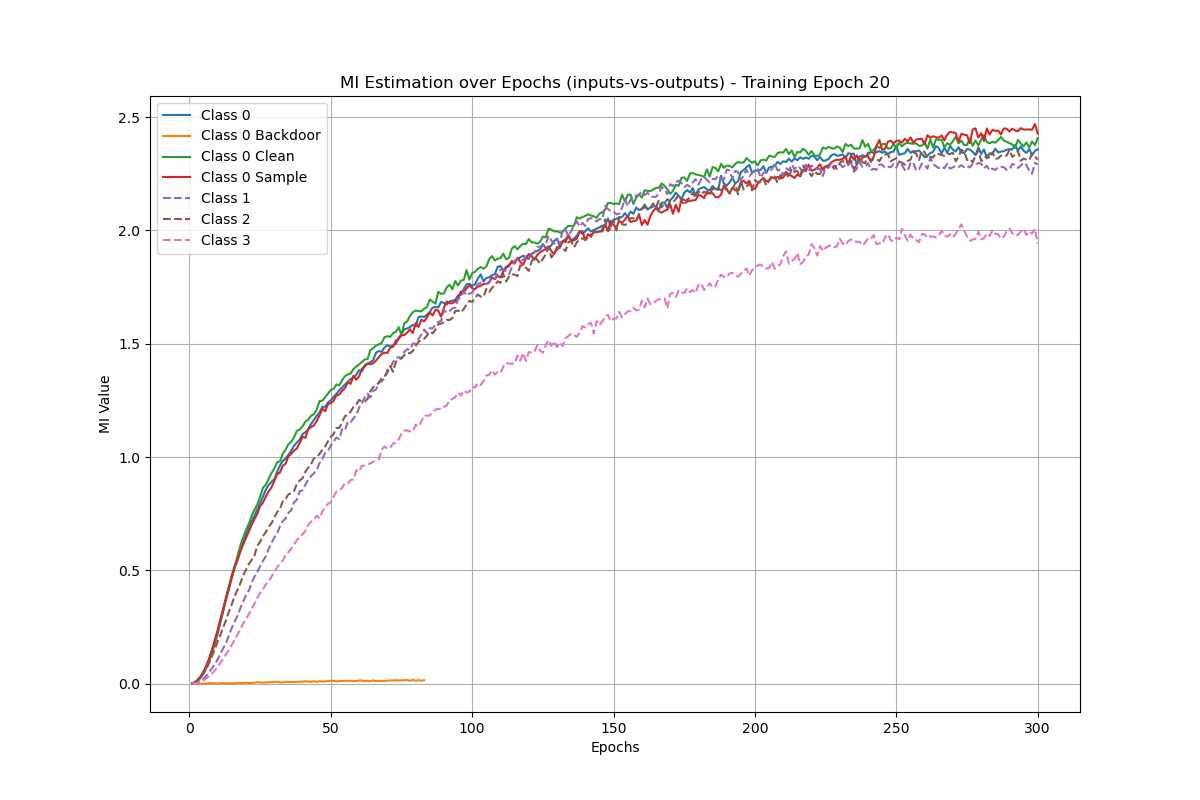 MI Estimation over Epochs (inputs-vs-outputs) - Training Epoch 20
Class 0
Class 0 Backdoor
Class 0 Clean
Class 0 Sample
Class 1
Class 2
Class 3
MI Value
2.5
2.0
1.5
1.0
0.5
0.0
0 50 100 150 200 250 300
Epochs